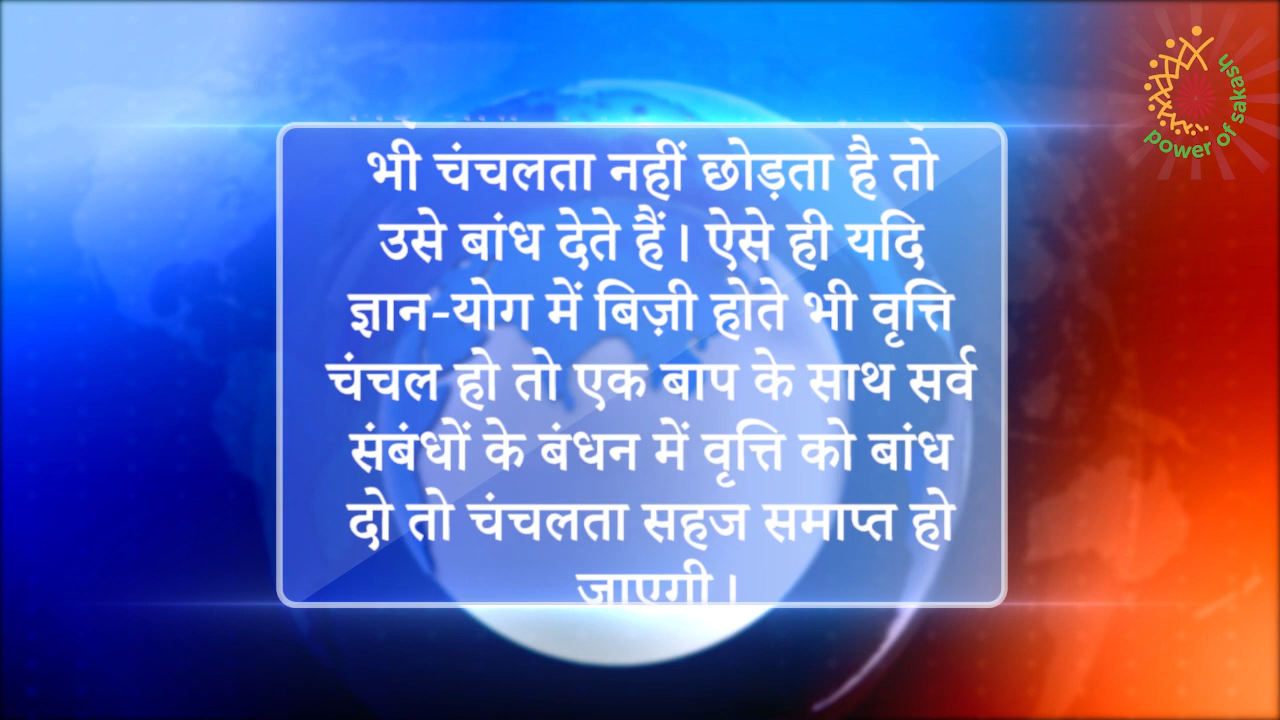 भी चंचलता नहीं छोड़ता है तो
उसे बांध देते हैं। ऐसे ही यदि
ज्ञान-योग में बिज़ी होते भी वृत्ति
चंचल हो तो एक बाप के साथ सर्व
संबंधों के बंधन में वृत्ति को बांध
दो तो चंचलता सहज समाप्त हो
जाएगी।
power of sakash